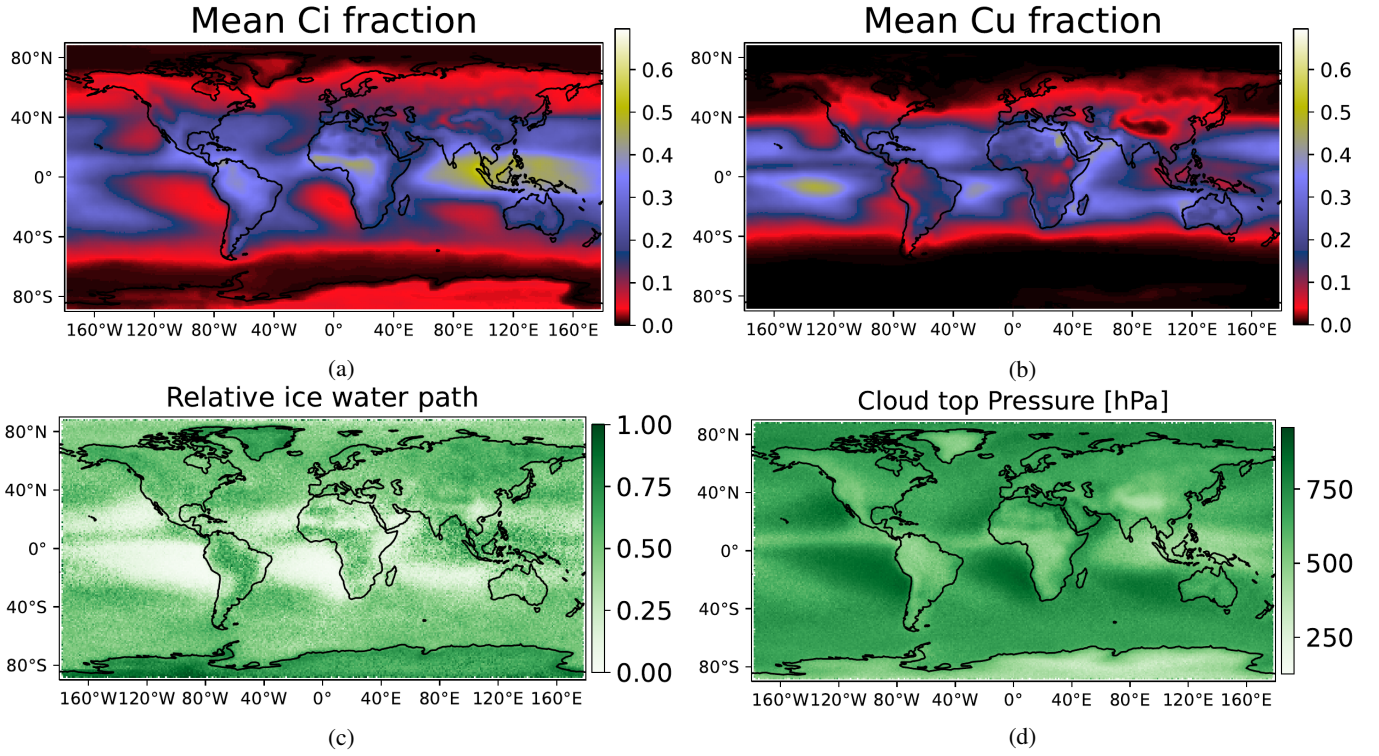 Mean Ci fraction
80°N
40°N
0°
40°S
80°S
160°W 120°W 80°W 40°W 0° 40°E 80°E 120°E 160°E
0.6
0.5
0.4
0.3
0.2
0.1
0.0
(a)
Mean Cu fraction
80°N
40°N
0°
40°S
80°S
160°W 120°W 80°W 40°W 0° 40°E 80°E 120°E 160°E
0.6
0.5
0.4
0.3
0.2
0.1
0.0
(b)
Relative ice water path
80°N
40°N
0°
40°S
80°S
160°W 120°W 80°W 40°W 0° 40°E 80°E 120°E 160°E
1.00
0.75
0.50
0.25
0.00
(c)
Cloud top Pressure [hPa]
80°N
40°N
0°
40°S
80°S
160°W 120°W 80°W 40°W 0° 40°E 80°E 120°E 160°E
750
500
250
(d)